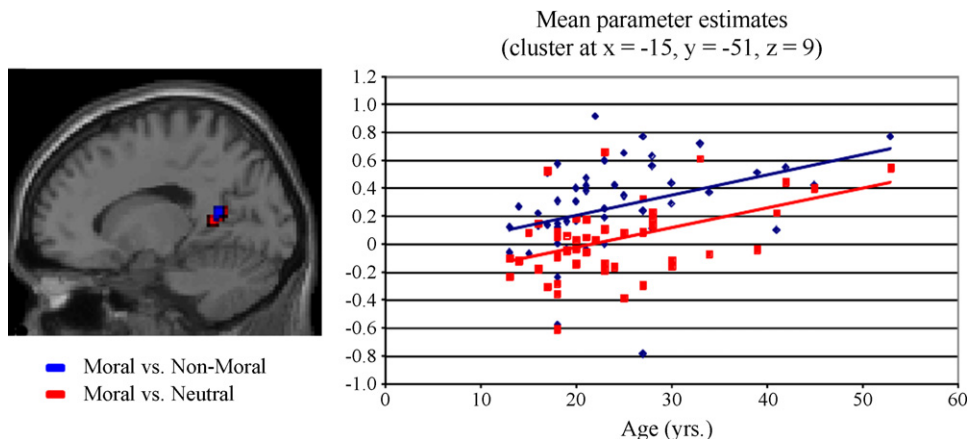 Mean parameter estimates
(cluster at x = -15, y = -51, z = 9)
1.2
1.0
0.8
0.6
0.4
0.2
0
-0.2
-0.4
-0.6
-0.8
-1.0
0 10 20 30 40 50 60
Age (yrs.)
Moral vs. Non-Moral
Moral vs. Neutral